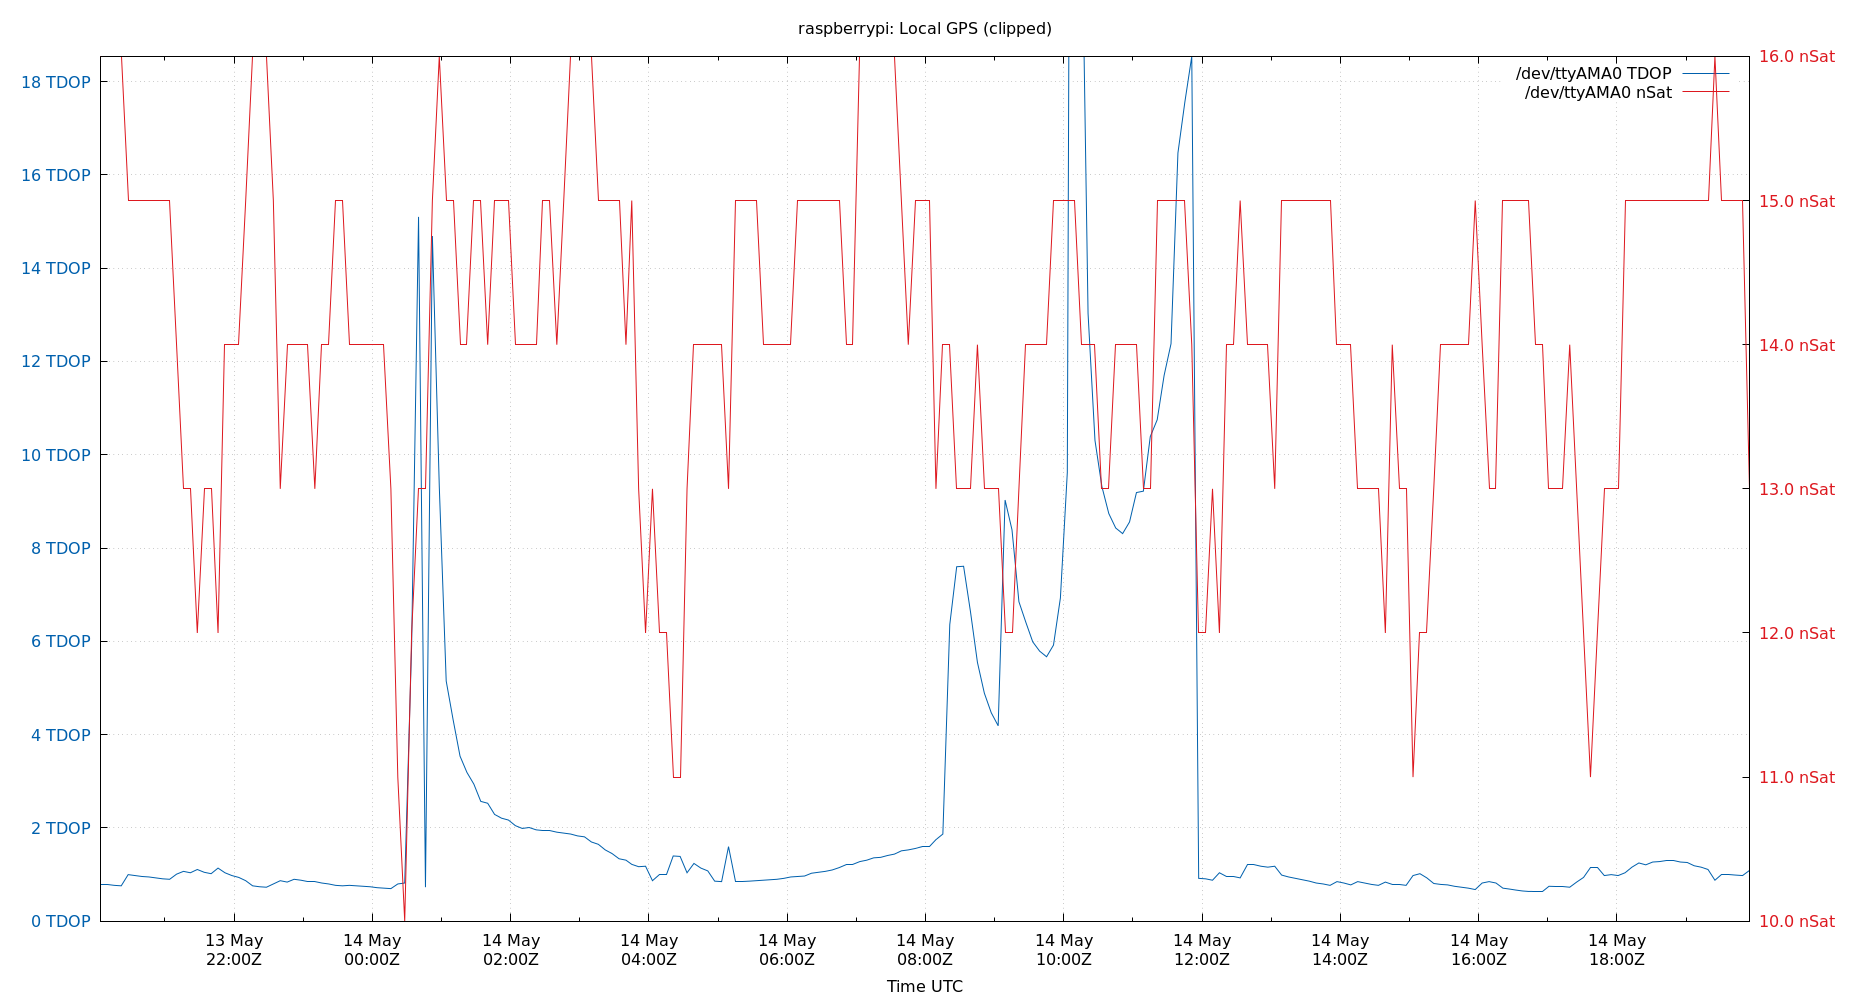 raspberrypi: Local GPS (clipped)
/dev/ttyAMA0 TDOP
/dev/ttyAMA0 nSat
18 TDOP
16 TDOP
14 TDOP
12 TDOP
10 TDOP
8 TDOP
6 TDOP
4 TDOP
2 TDOP
0 TDOP
16.0 nSat
15.0 nSat
14.0 nSat
13.0 nSat
12.0 nSat
11.0 nSat
10.0 nSat
13 May
22:00Z
14 May
00:00Z
14 May
02:00Z
14 May
04:00Z
14 May
06:00Z
14 May
08:00Z
14 May
10:00Z
14 May
12:00Z
14 May
14:00Z
14 May
16:00Z
14 May
18:00Z
Time UTC